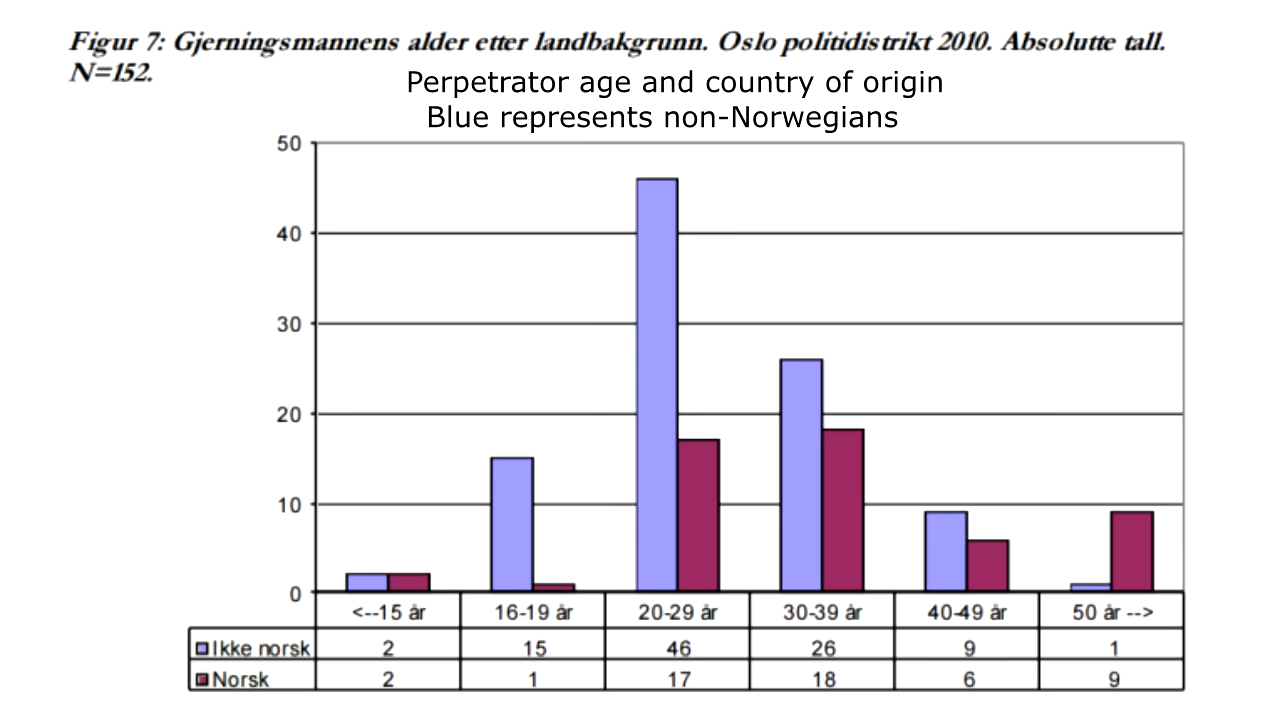 Figur 7: Gjerningsmannens alder etter landbakgrunn. Oslo politidistrikt 2010. Absolutte tall.
N=152.
Perpetrator age and country of origin
Blue represents non-Norwegians
50
40
30
20
10
0
<--15 år 16-19 år 20-29 år 30-39 år 40-49 år 50 år -->
Ikke norsk 2 15 46 26 9 1
Norsk 2 1 17 18 6 9